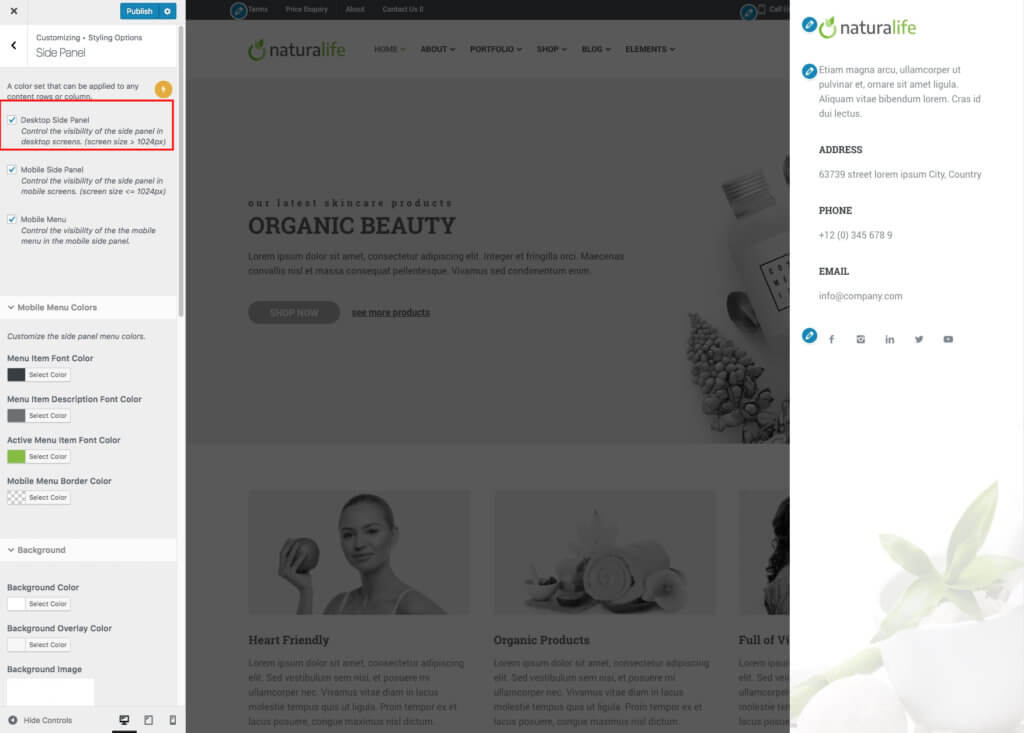 Publish
Customizing • Styling Options
Side Panel
A color set that can be applied to any
content rows or column.
Desktop Side Panel
Control the visibility of the side panel in
desktop screens. (screen size > 1024px)
Mobile Side Panel
Control the visibility of the side panel in
mobile screens. (screen size <= 1024px)
Mobile Menu
Control the visibility of the the mobile
menu in the mobile side panel.
Mobile Menu Colors
Customize the side panel menu colors.
Menu Item Font Color
Select Color
Menu Item Description Font Color
Select Color
Active Menu Item Font Color
Select Color
Mobile Menu Border Color
Select Color
Background
Background Color
Select Color
Background Overlay Color
Select Color
Background Image
Hide Controls
Terms Price Enquiry About Contact Us 0 Call
naturalife
HOME ABOUT PORTFOLIO SHOP BLOG ELEMENTS
our latest skincare products
ORGANIC BEAUTY
Lorem ipsum dolor sit amet, consectetur adipiscing elit. Integer et fringilla orci. Maecenas
convallis nisl et massa consequat pellentesque. Vivamus sed condimentum enim.
SHOP NOW see more products
Heart Friendly
Lorem ipsum dolor sit amet, consectetur adipiscing
elit. Sed vestibulum sem nisi, et posuere ex
ullamcorper nec. Vivamus diam in lacus
molestie tempus quis ut ligula. Proin
lacus posuere, congue maximus nisl dictum
Organic Products
Lorem ipsum dolor sit amet, consectetur adipiscing
elit. Sed vestibulum sem nisi, et posuere ex
ullamcorper nec. Vivamus diam in lacus
molestie tempus quis ut ligula. Proin
lacus posuere, congue maximus nisl dictum
Full of Vi
Lorem ipsum
elit. Sed
ullamcorper
molestie
lacus
naturalife
Etiam magna arcu, ullamcorper ut
pulvinar et, ornare sit amet ligula.
Aliquam vitae bibendum lorem. Cras id
dui lectus.
ADDRESS
63739 street lorem ipsum City, Country
PHONE
+12 (0) 345 678 9
EMAIL
info@company.com